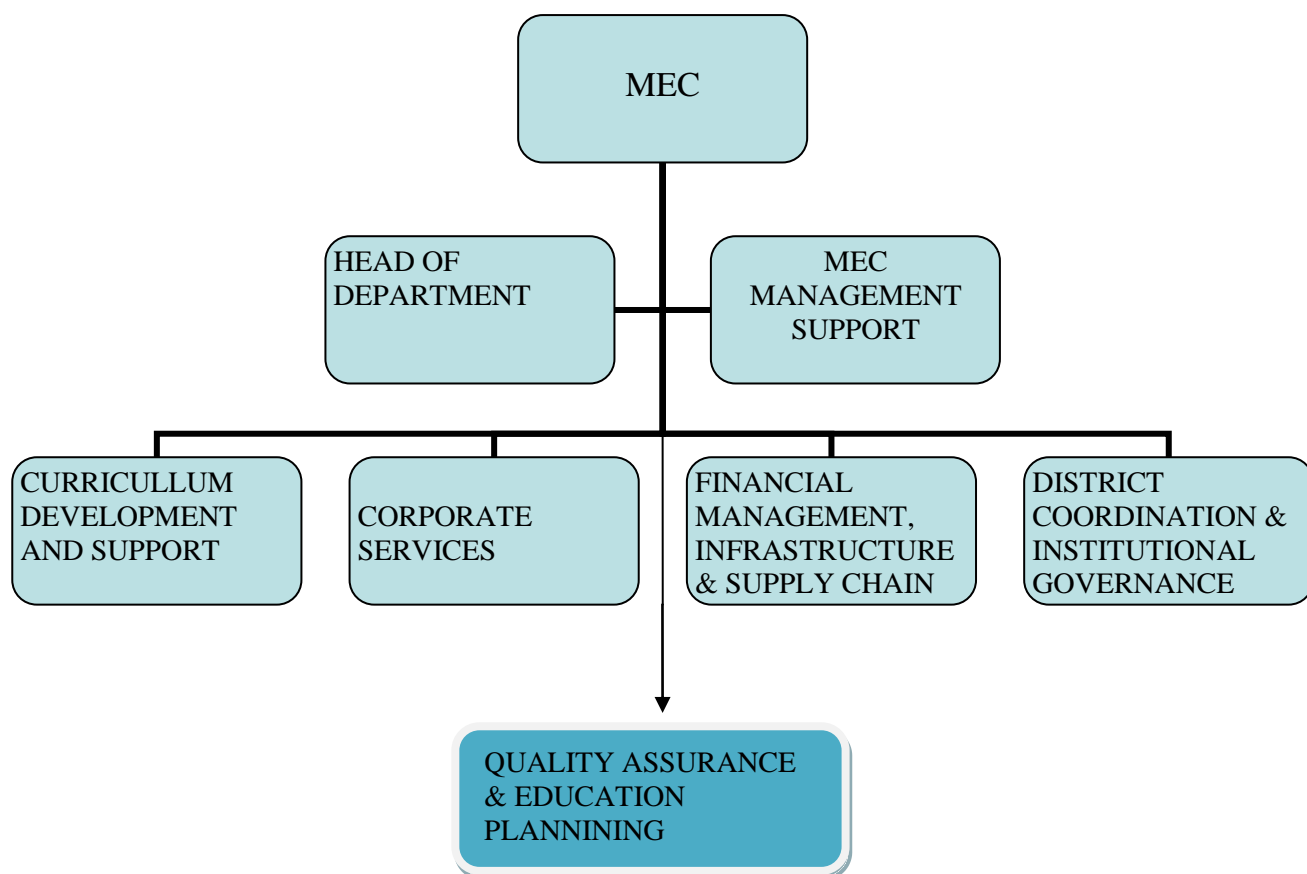 MEC
HEAD OF
DEPARTMENT
MEC
MANAGEMENT
SUPPORT
CURRICULLUM
DEVELOPMENT
AND SUPPORT
CORPORATE
SERVICES
FINANCIAL
MANAGEMENT,
INFRASTRUCTURE
& SUPPLY CHAIN
DISTRICT
COORDINATION &
INSTITUTIONAL
GOVERNANCE
QUALITY ASSURANCE
& EDUCATION
PLANNINING